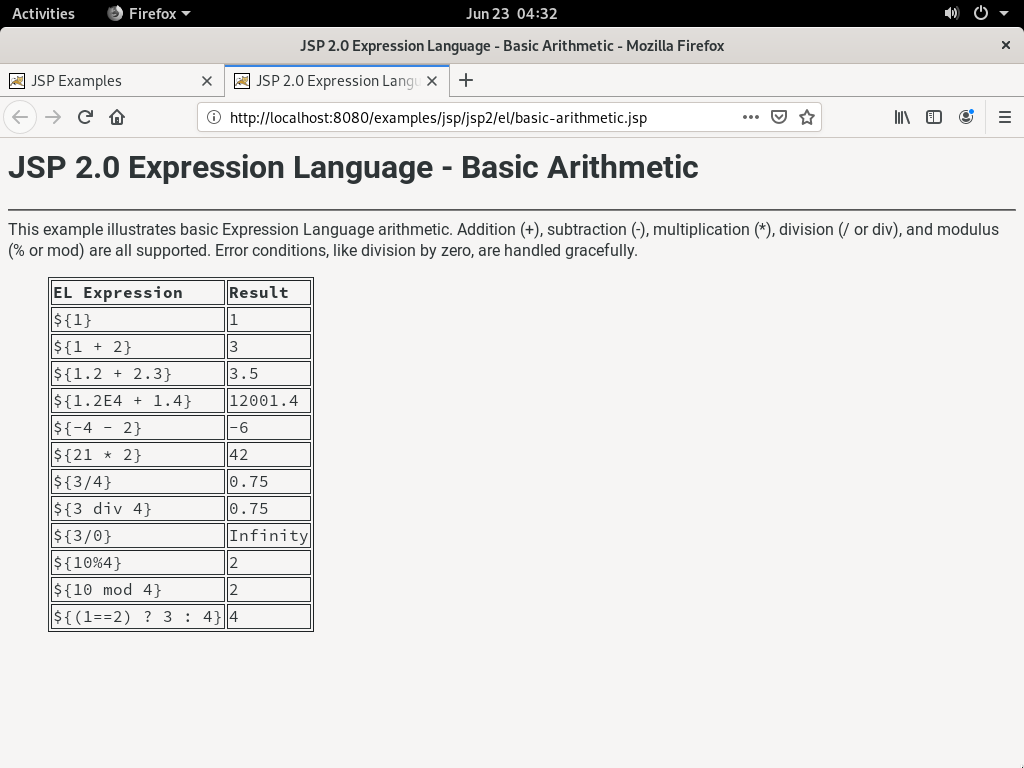 Activities Firefox Jun 23 04:32
JSP 2.0 Expression Language - Basic Arithmetic - Mozilla Firefox
JSP Examples JSP 2.0 Expression Langu
http://localhost:8080/examples/jsp/jsp2/el/basic-arithmetic.jsp
JSP 2.0 Expression Language - Basic Arithmetic
This example illustrates basic Expression Language arithmetic. Addition (+), subtraction (-), multiplication (*), division (/ or div), and modulus
(% or mod) are all supported. Error conditions, like division by zero, are handled gracefully.
EL Expression Result
${1} 1
${1 + 2} 3
${1.2 + 2.3} 3.5
${1.2E4 + 1.4} 12001.4
${-4 - 2} -6
${21 * 2} 42
${3/4} 0.75
${3 div 4} 0.75
${3/0} Infinity
${10%4} 2
${10 mod 4} 2
${(1==2) ? 3 : 4} 4